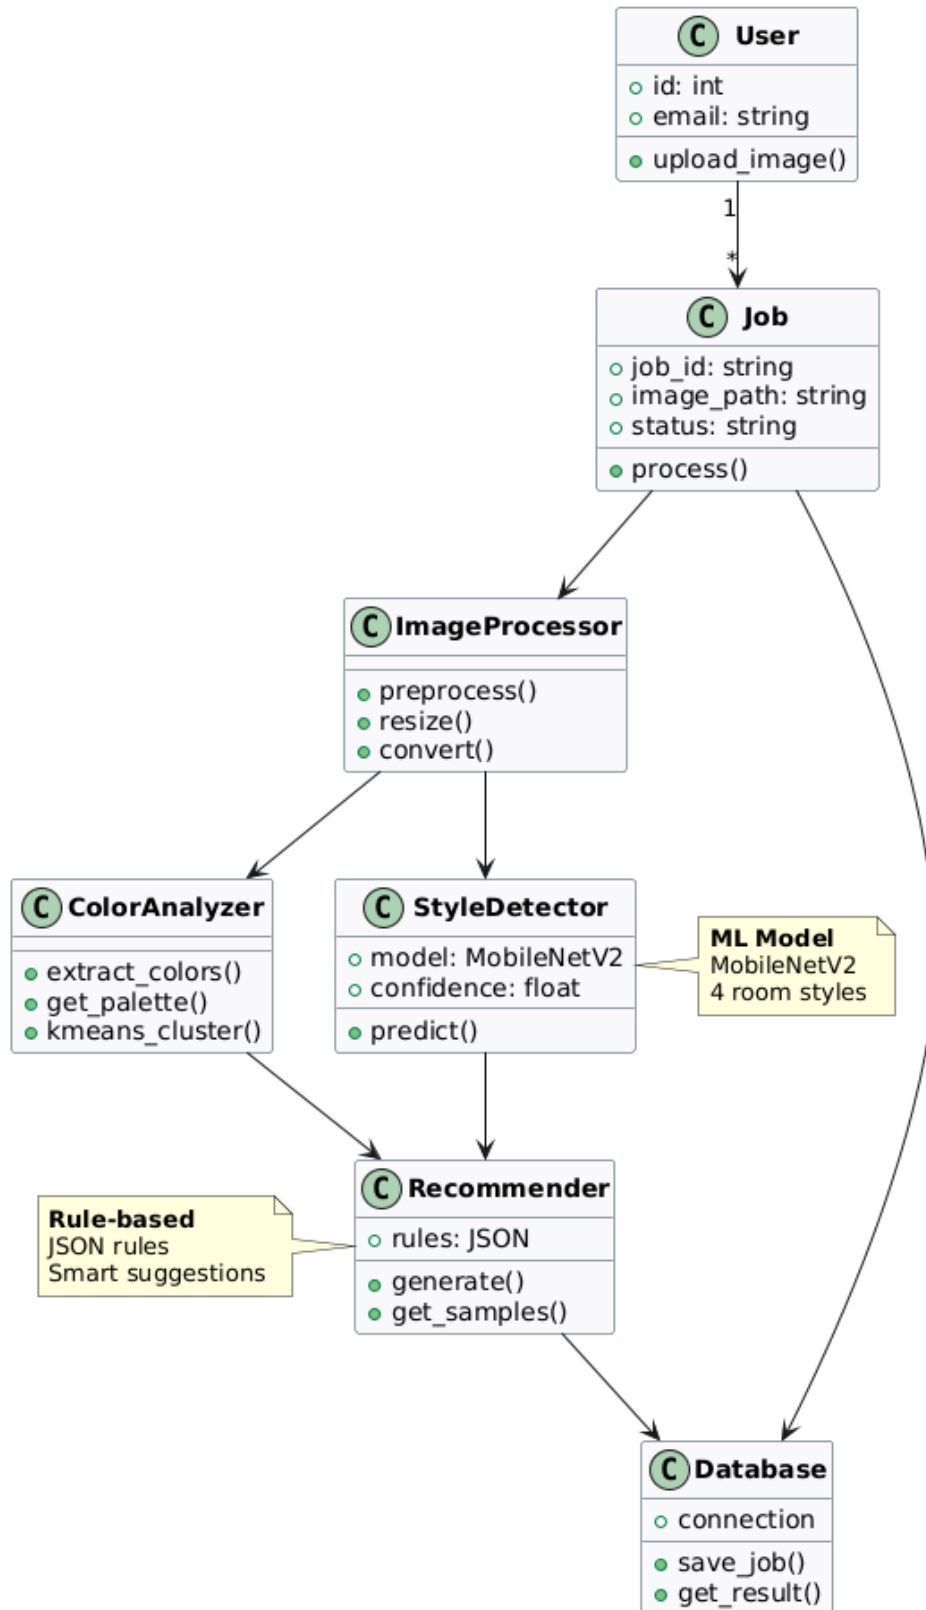 C User
id: int
email: string
upload_image()
1
*
C Job
job_id: string
image_path: string
status: string
process()
C ImageProcessor
preprocess()
resize()
convert()
C ColorAnalyzer
extract_colors()
get_palette()
kmeans_cluster()
C StyleDetector
model: MobileNetV2
confidence: float
predict()
ML Model
MobileNetV2
4 room styles
Rule-based
JSON rules
Smart suggestions
C Recommender
rules: JSON
generate()
get_samples()
C Database
connection
save_job()
get_result()